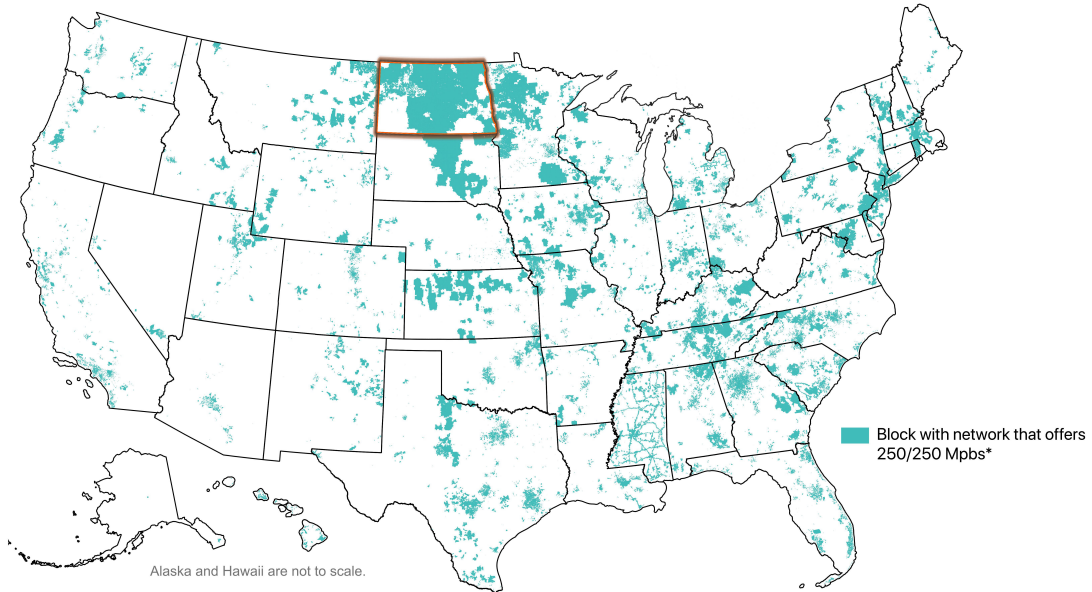 Block with network that offers
250/250 Mpbs*
Alaska and Hawaii are not to scale.